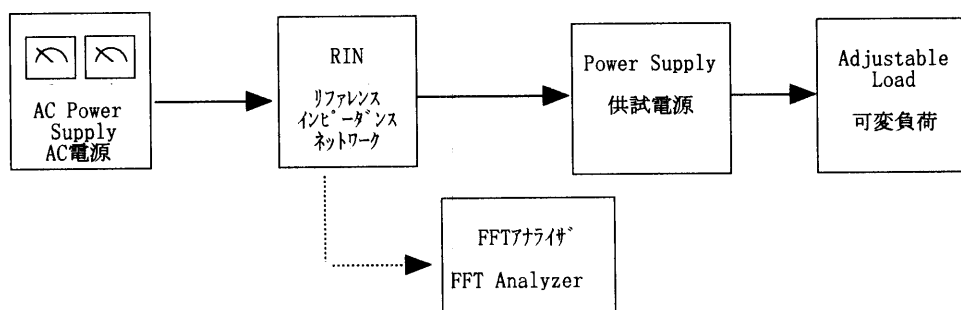 AC Power
Supply
AC電源
RIN
リファレンス
インピーダンス
ネットワーク
Power Supply
供試電源
Adjustable
Load
可変負荷
FFTアナライザ
FFT Analyzer